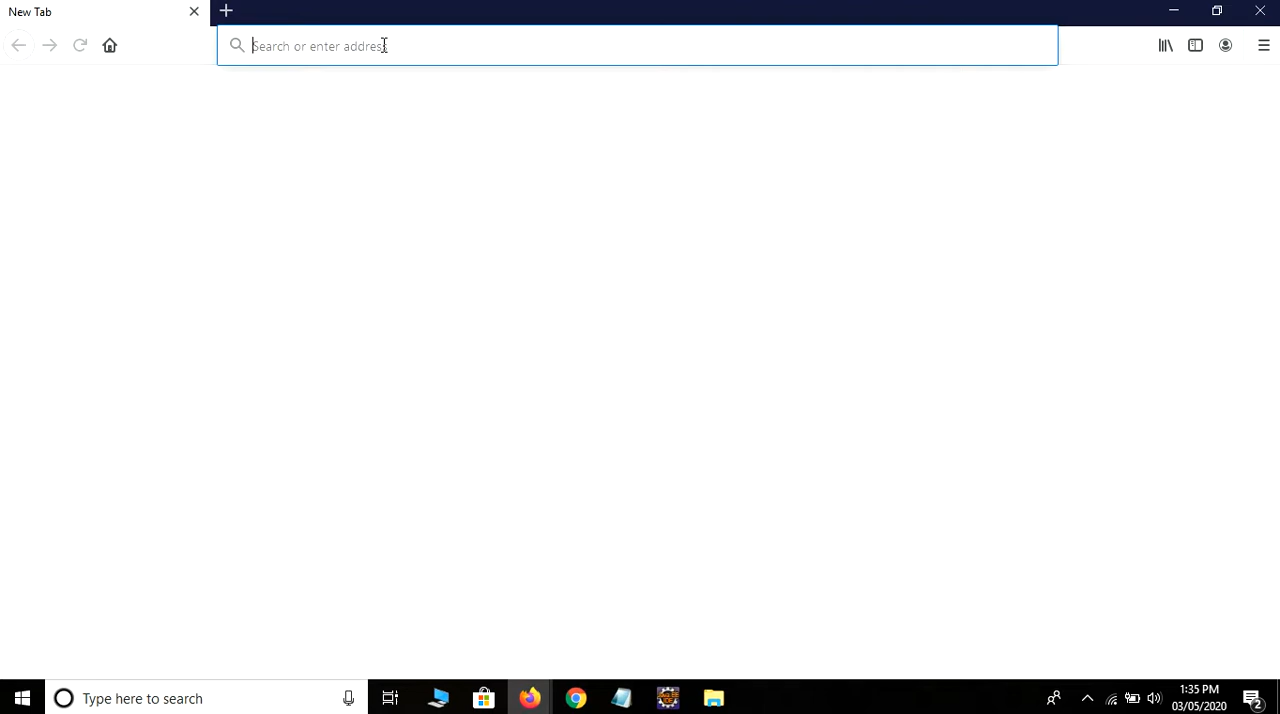 New Tab
Search or enter address
Type here to search
1:35 PM
03/05/2020
2